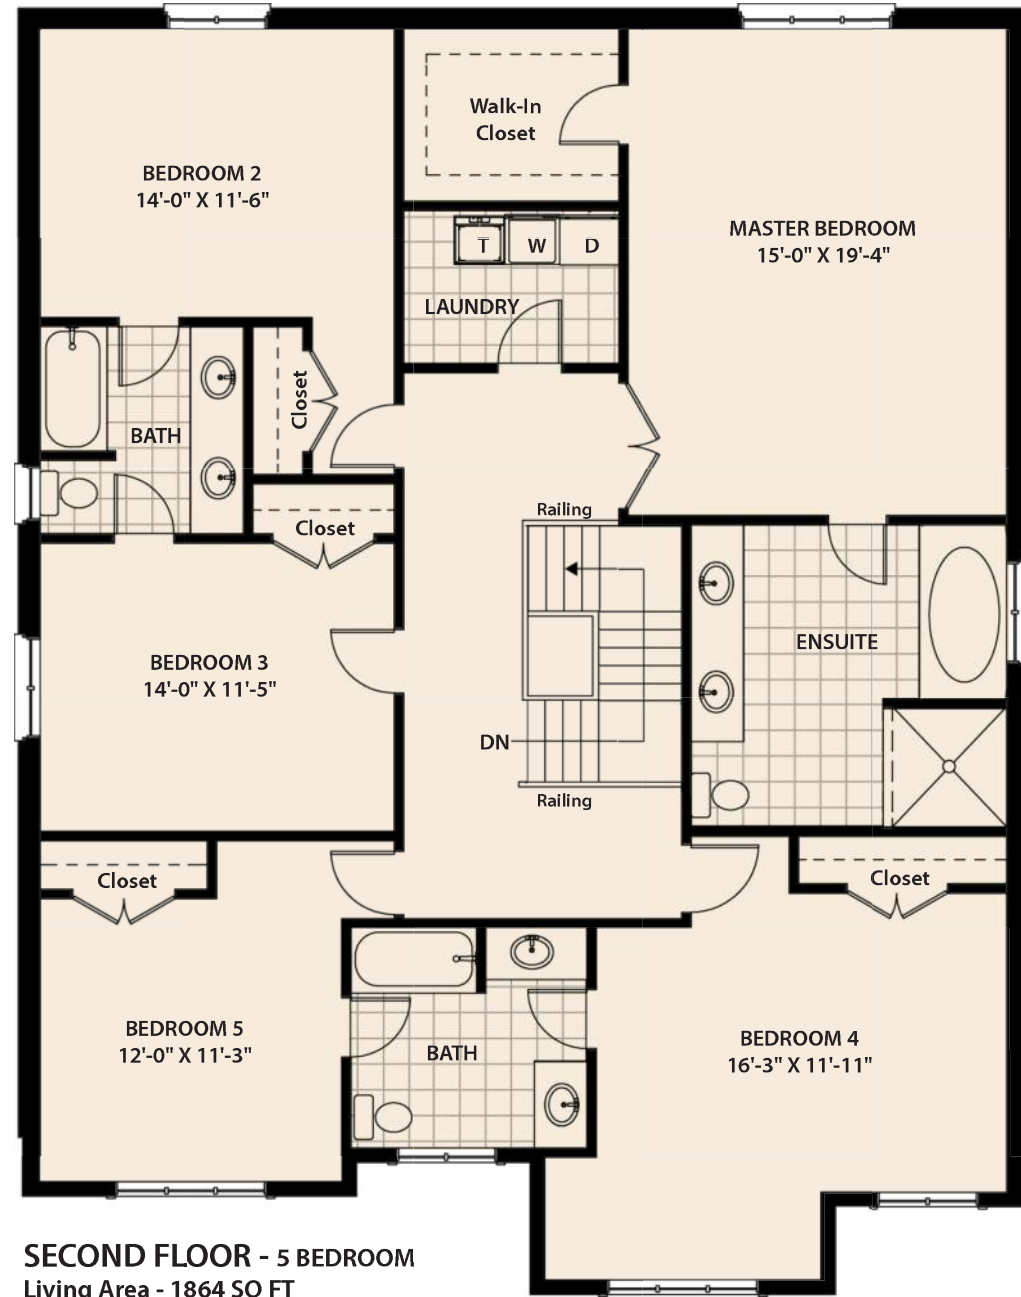 Walk-In
Closet
BEDROOM 2
14'-0" X 11'-6"
MASTER BEDROOM
15'-0" X 19'-4"
T W D
LAUNDRY
Closet
BATH
Railing
Closet
ENSUITE
BEDROOM 3
14'-0" X 11'-5"
DN
Railing
Closet
Closet
BEDROOM 5
12'-0" X 11'-3"
BATH
BEDROOM 4
16'-3" X 11'-11"
SECOND FLOOR - 5 BEDROOM
Living Area - 1864 SQ FT